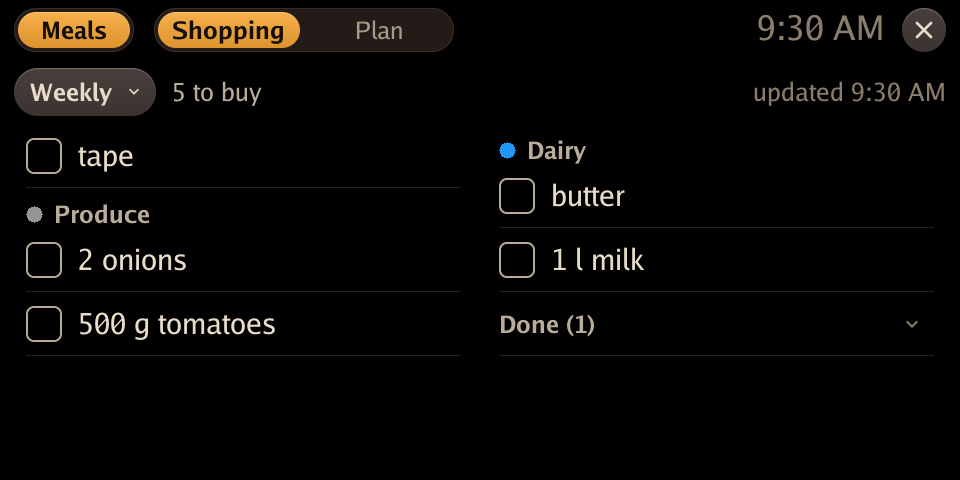 Meals
Shopping
Plan
9:30 AM
Weekly
5 to buy
updated 9:30 AM
tape
Produce
2 onions
500 g tomatoes
Dairy
butter
1 l milk
Done (1)